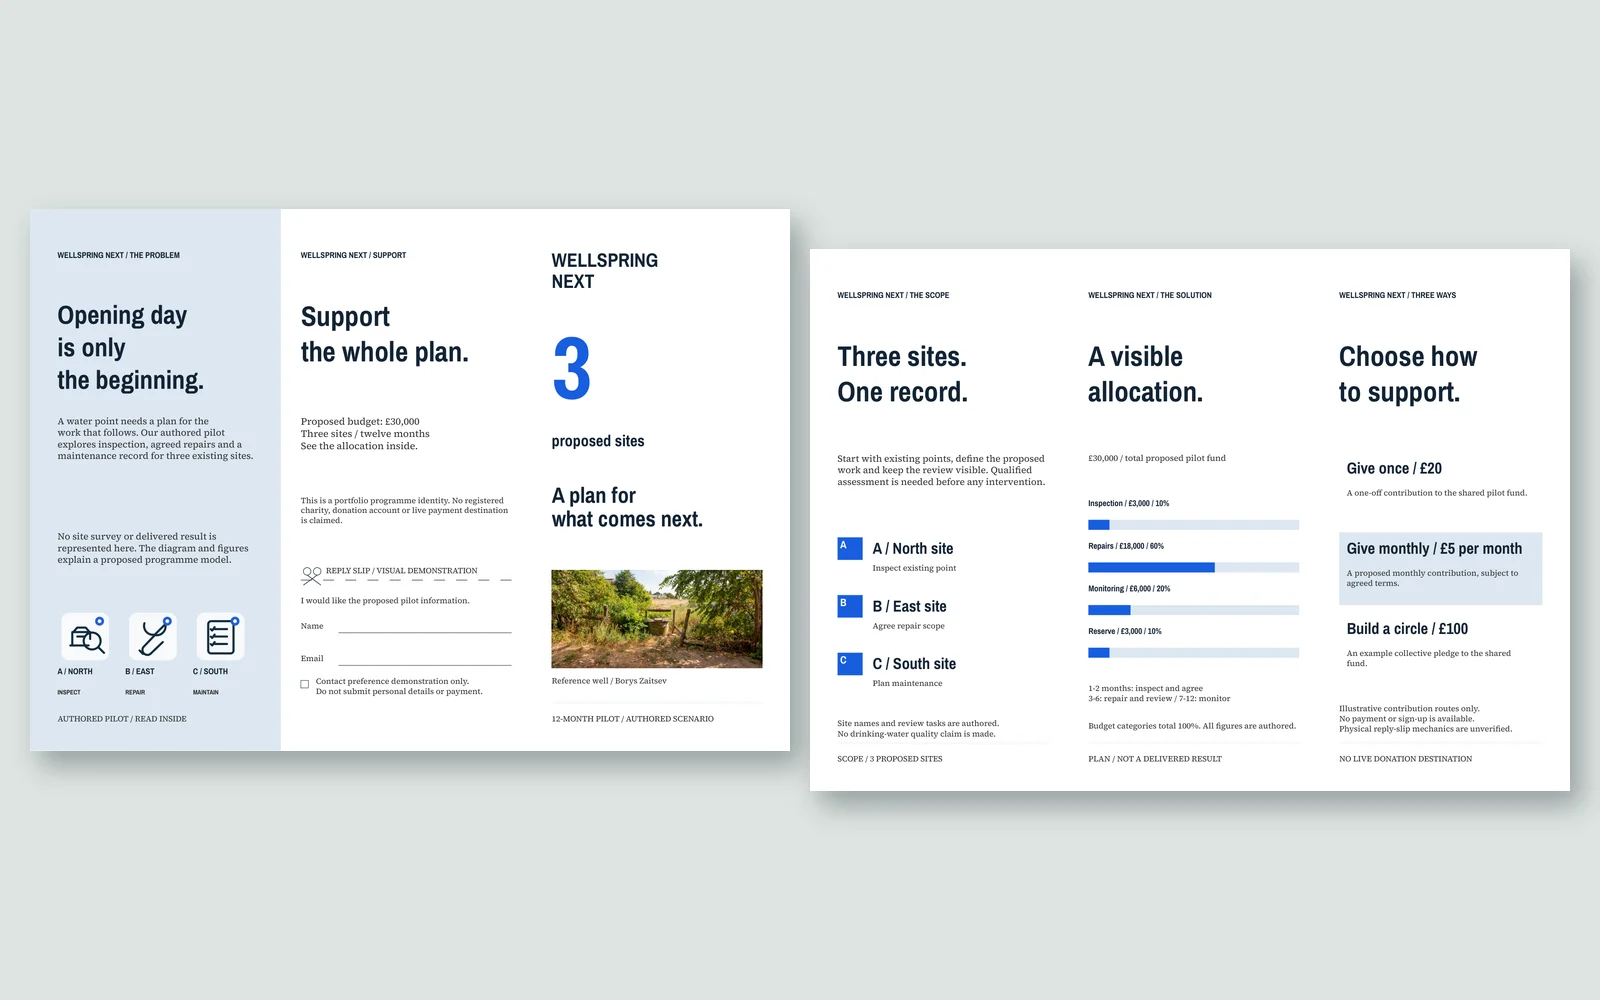 WELLSPRING NEXT / THE PROBLEM
Opening day
is only
the beginning.
A water point needs a plan for the
work that follows. Our authored pilot
explores inspection, agreed repairs and a
maintenance record for three existing sites.
No site survey or delivered result is
represented here. The diagram and figures
explain a proposed programme model.
A / NORTH
B / EAST
C / SOUTH
INSPECT
REPAIR
MAINTAIN
AUTHORED PILOT / READ INSIDE
WELLSPRING NEXT / SUPPORT
Support
the whole plan.
Proposed budget: £30,000
Three sites / twelve months
See the allocation inside.
This is a portfolio programme identity. No registered
charity, donation account or live payment destination
is claimed.
REPLY SLIP / VISUAL DEMONSTRATION
I would like the proposed pilot information.
Name
Email
Contact preference demonstration only.
Do not submit personal details or payment.
WELLSPRING
NEXT
3
proposed sites
A plan for
what comes next.
Reference well / Borys Zaitsev
12-MONTH PILOT / AUTHORED SCENARIO
WELLSPRING NEXT / THE SCOPE
Three sites.
One record.
Start with existing points, define the proposed
work and keep the review visible. Qualified
assessment is needed before any intervention.
A
A / North site
Inspect existing point
B
B / East site
Agree repair scope
C
C / South site
Plan maintenance
Site names and review tasks are authored.
No drinking-water quality claim is made.
SCOPE / 3 PROPOSED SITES
WELLSPRING NEXT / THE SOLUTION
A visible
allocation.
£30,000 / total proposed pilot fund
Inspection / £3,000 / 10%
Repairs / £18,000 / 60%
Monitoring / £6,000 / 20%
Reserve / £3,000 / 10%
1-2 months: inspect and agree
3-6: repair and review / 7-12: monitor
Budget categories total 100%. All figures are authored.
PLAN / NOT A DELIVERED RESULT
WELLSPRING NEXT / THREE WAYS
Choose how
to support.
Give once / £20
A one-off contribution to the shared pilot fund.
Give monthly / £5 per month
A proposed monthly contribution, subject to
agreed terms.
Build a circle / £100
An example collective pledge to the shared
fund.
Illustrative contribution routes only.
No payment or sign-up is available.
Physical reply-slip mechanics are unverified.
NO LIVE DONATION DESTINATION